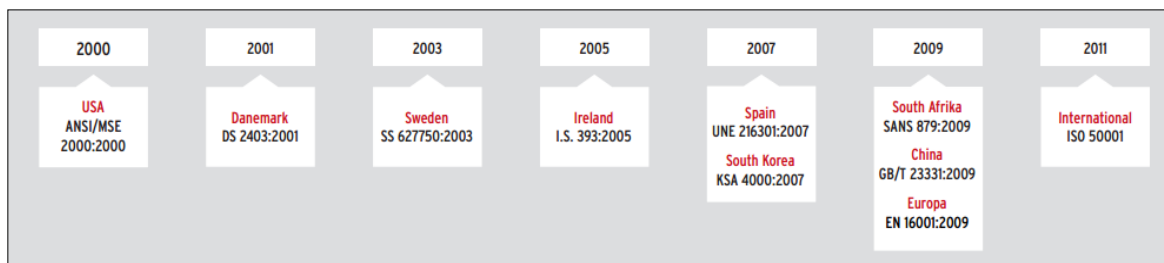 2000
USA
ANSI/MSE
2000:2000
2001
Danemark
DS 2403:2001
2003
Sweden
SS 627750:2003
2005
Ireland
I.S. 393:2005
2007
Spain
UNE 216301:2007
South Korea
KSA 4000:2007
2009
South Afrika
SANS 879:2009
China
GB/T 23331:2009
Europa
EN 16001:2009
2011
International
ISO 50001